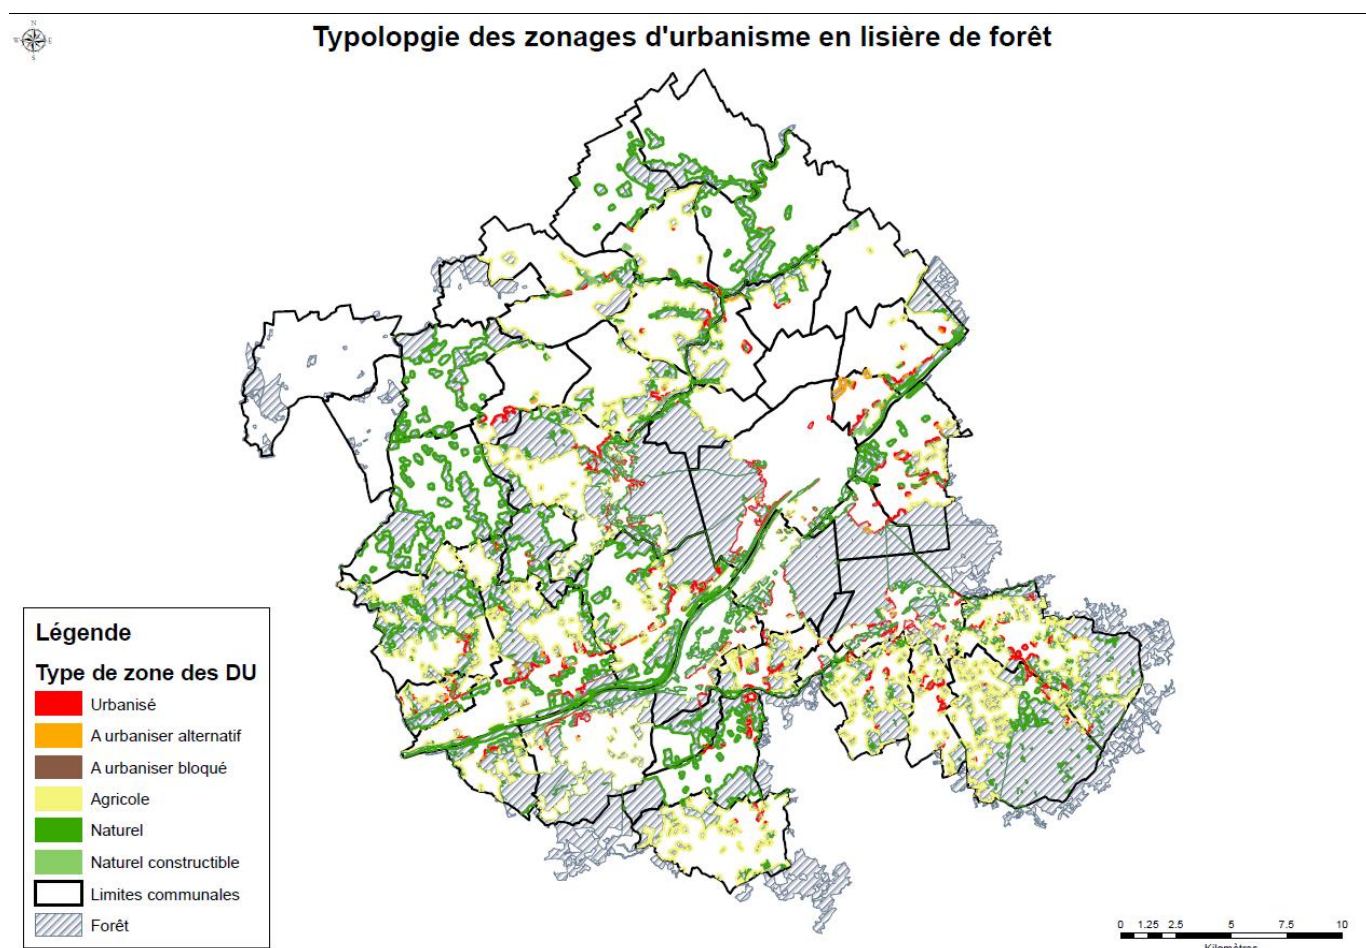 N
W E
S
Typolopgie des zonages d'urbanisme en lisière de forêt
Légende
Type de zone des DU
Urbanisé
A urbaniser alternatif
A urbaniser bloqué
Agricole
Naturel
Naturel constructible
Limites communales
Forêt
0 1.25 2.5 5 7.5 10
Kilomètres